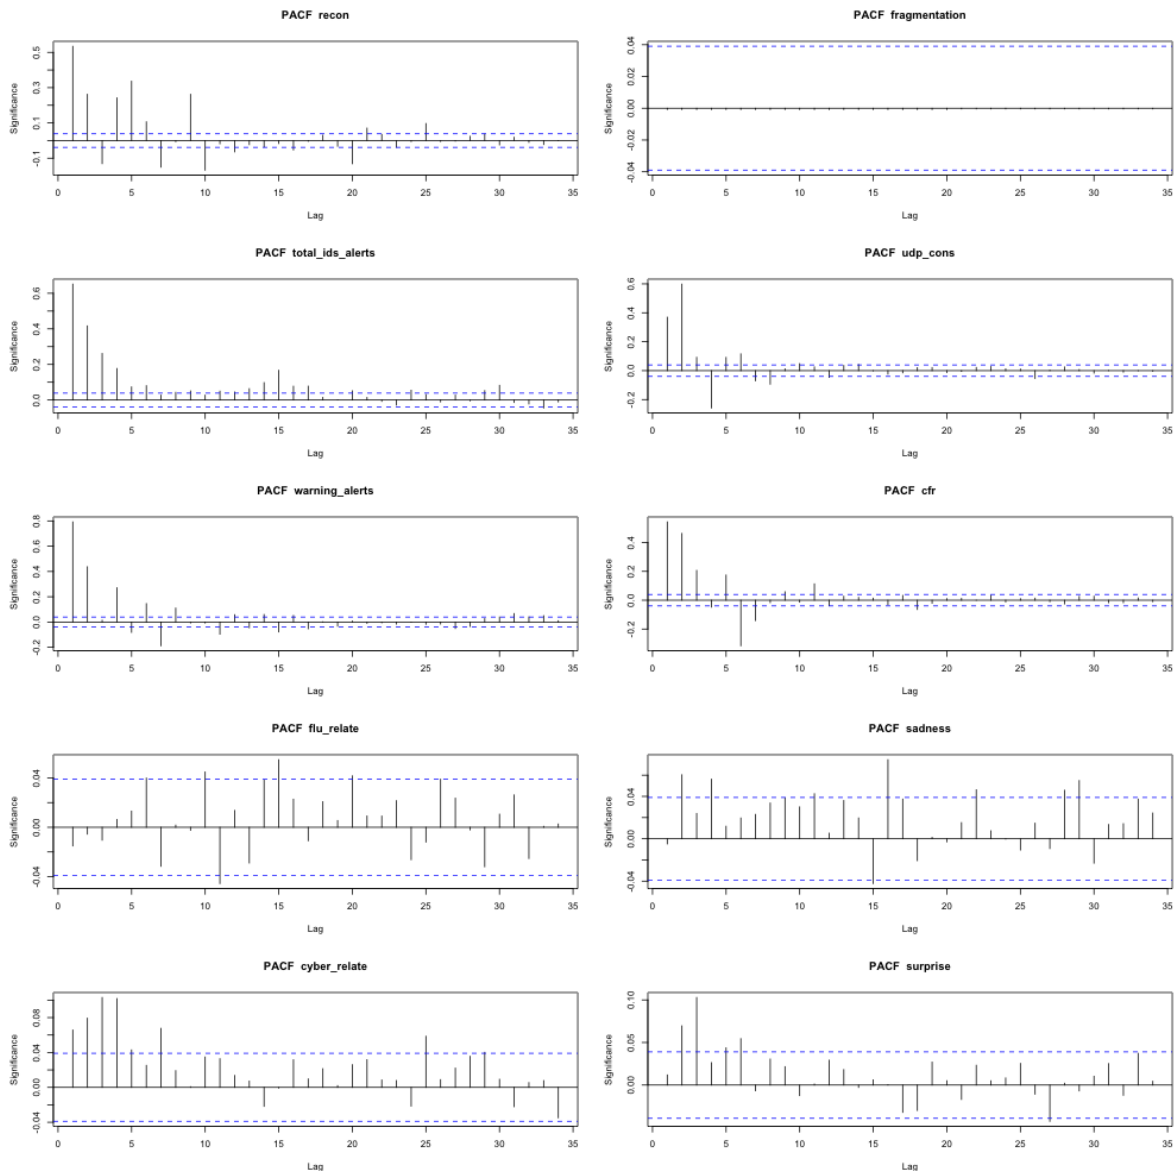 PACF recon
Significance
-0.1 0.1 0.3 0.5
0 5 10 15 20 25 30 35
Lag
PACF fragmentation
Significance
-0.04 -0.02 0.00 0.02 0.04
0 5 10 15 20 25 30 35
Lag
PACF total_ids_alerts
Significance
0.0 0.2 0.4 0.6
0 5 10 15 20 25 30 35
Lag
PACF udp_cons
Significance
-0.2 0.0 0.2 0.4 0.6
0 5 10 15 20 25 30 35
Lag
PACF warning_alerts
Significance
-0.2 0.0 0.2 0.4 0.6 0.8
0 5 10 15 20 25 30 35
Lag
PACF cfr
Significance
-0.2 0.0 0.2 0.4
0 5 10 15 20 25 30 35
Lag
PACF flu_relate
Significance
-0.04 0.00 0.04
0 5 10 15 20 25 30 35
Lag
PACF sadness
Significance
-0.04 0.00 0.04
0 5 10 15 20 25 30 35
Lag
PACF cyber_relate
Significance
-0.04 0.00 0.04 0.08
0 5 10 15 20 25 30 35
Lag
PACF surprise
Significance
0.00 0.05 0.10
0 5 10 15 20 25 30 35
Lag